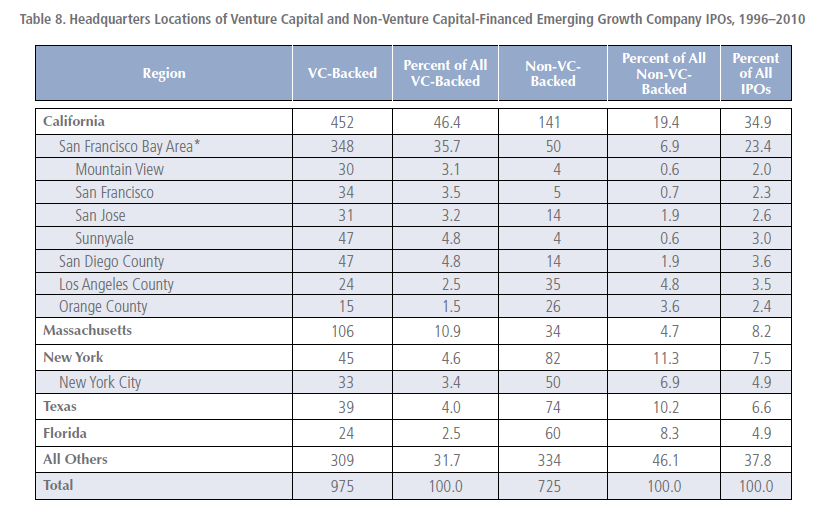 Table 8. Headquarters Locations of Venture Capital and Non-Venture Capital-Financed Emerging Growth Company IPOs, 1996–2010
Region VC-Backed Percent of All VC-Backed Non-VC-Backed Percent of All Non-VC-Backed Percent of All IPOs
California 452 46.4 141 19.4 34.9
San Francisco Bay Area* 348 35.7 50 6.9 23.4
Mountain View 30 3.1 4 0.6 2.0
San Francisco 34 3.5 5 0.7 2.3
San Jose 31 3.2 14 1.9 2.6
Sunnyvale 47 4.8 4 0.6 3.0
San Diego County 47 4.8 14 1.9 3.6
Los Angeles County 24 2.5 35 4.8 3.5
Orange County 15 1.5 26 3.6 2.4
Massachusetts 106 10.9 34 4.7 8.2
New York 45 4.6 82 11.3 7.5
New York City 33 3.4 50 6.9 4.9
Texas 39 4.0 74 10.2 6.6
Florida 24 2.5 60 8.3 4.9
All Others 309 31.7 334 46.1 37.8
Total 975 100.0 725 100.0 100.0